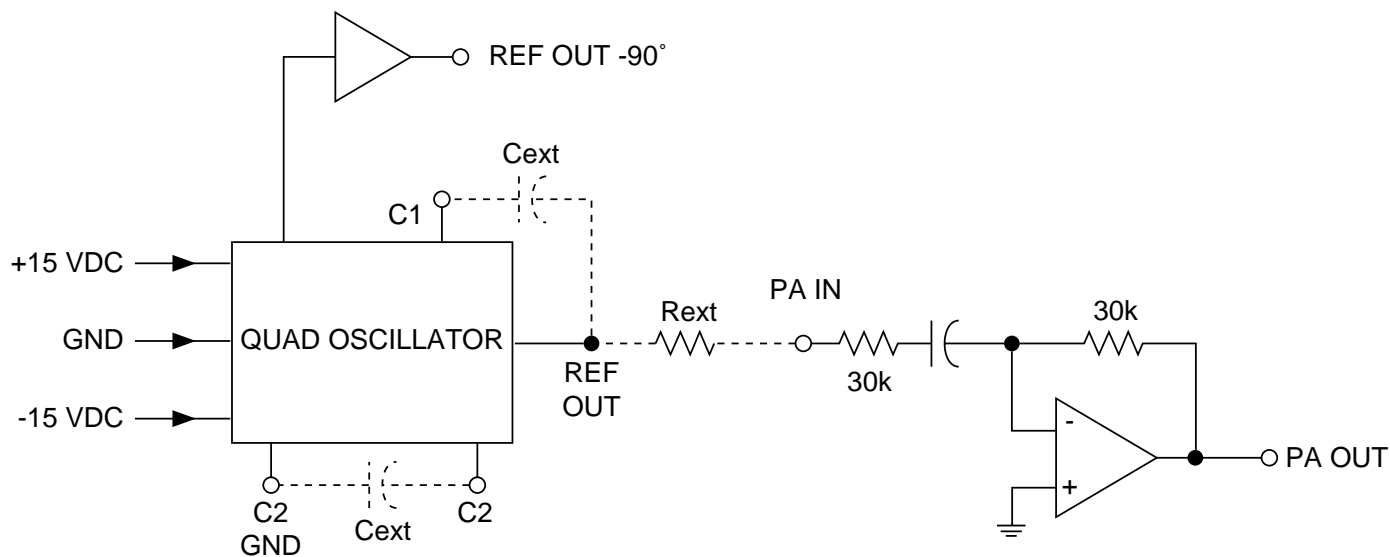 REF OUT -90˚
Cext
C1
+15 VDC
GND
-15 VDC
QUAD OSCILLATOR
REF
OUT
Rext
PA IN
30k
30k
-
+
PA OUT
C2
GND
Cext
C2